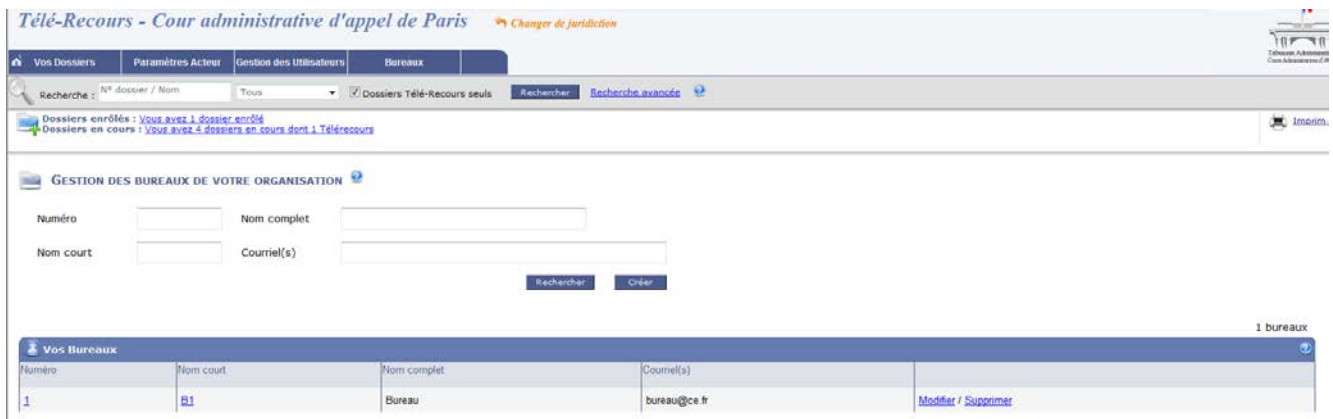 Télé-Recours - Cour administrative d'appel de Paris Changer de juridiction
Vos Dossiers Paramètres Acteur Gestion des Utilisateurs Bureaux
Recherche : N° dossier / Nom Tous Dossiers Télé-Recours seuls Rechercher Recherche avancée
Dossiers enrôlés : Vous avez 1 dossier enrôlé
Dossiers en cours : Vous avez 4 dossiers en cours dont 1 Télérecours
Imprim
GESTION DES BUREAUX DE VOTRE ORGANISATION
Numéro Nom complet
Nom court Courriel(s)
Rechercher Créer
1 bureaux
Vos Bureaux
Numéro Nom court Nom complet Courriel(s)
1 B1 Bureau bureau@ce.fr Modifier / Supprimer